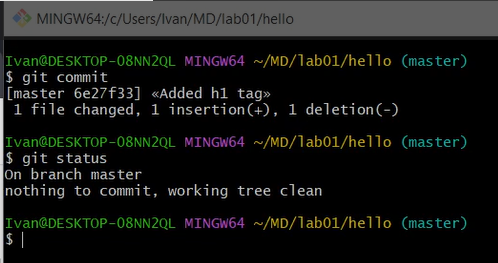 MINGW64:/c/Users/Ivan/MD/lab01/hello
Ivan@DESKTOP-08NN2QL MINGW64 ~/MD/lab01/hello (master)
$ git commit
[master 6e27f33] «Added h1 tag»
 1 file changed, 1 insertion(+), 1 deletion(-)
Ivan@DESKTOP-08NN2QL MINGW64 ~/MD/lab01/hello (master)
$ git status
On branch master
nothing to commit, working tree clean
Ivan@DESKTOP-08NN2QL MINGW64 ~/MD/lab01/hello (master)
$